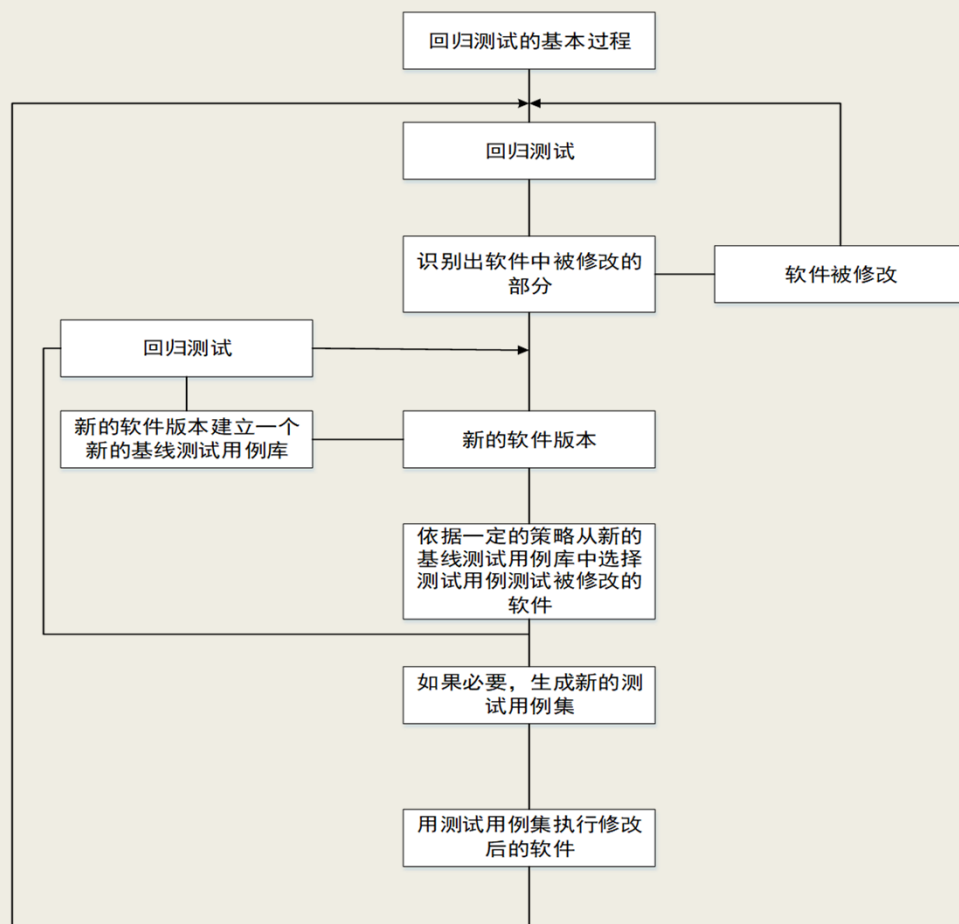 回归测试的基本过程
回归测试
识别出软件中被修改的
部分
软件被修改
回归测试
新的软件版本建立一个
新的基线测试用例库
新的软件版本
依据一定的策略从新的
基线测试用例库中选择
测试用例测试被修改的
软件
如果必要，生成新的测
试用例集
用测试用例集执行修改
后的软件